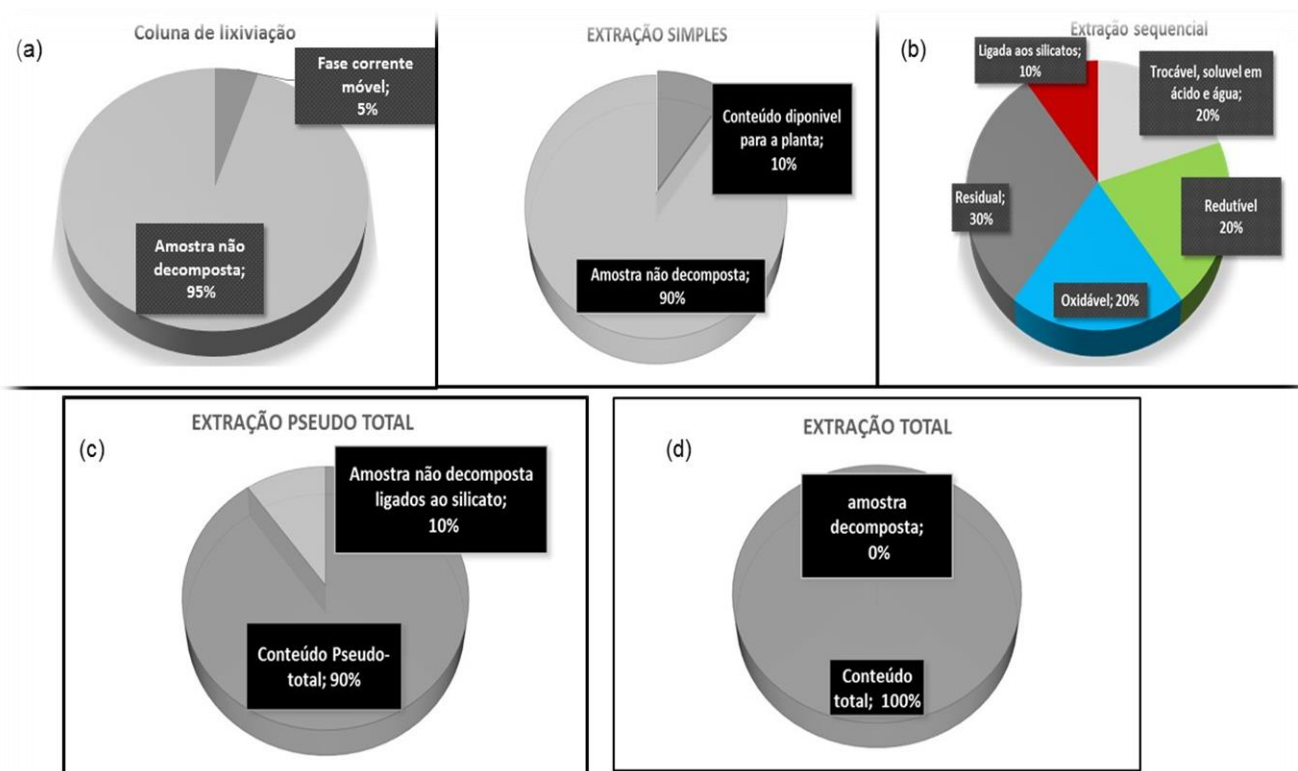 (a)
Coluna de lixiviação
Fase corrente
móvel;
5%
Amostra não
decomposta;
95%
EXTRAÇÃO SIMPLES
Conteúdo diponivel
para a planta;
10%
Amostra não decomposta;
90%
(b)
Extração sequencial
Ligada aos silicatos;
10%
Trocável, soluvel em
ácido e água;
20%
Residual;
30%
Redutível
20%
Oxidável; 20%
(c)
EXTRAÇÃO PSEUDO TOTAL
Amostra não decomposta
ligados ao silicato;
10%
Conteúdo Pseudo-
total; 90%
(d)
EXTRAÇÃO TOTAL
amostra
decomposta;
0%
Conteúdo
total; 100%